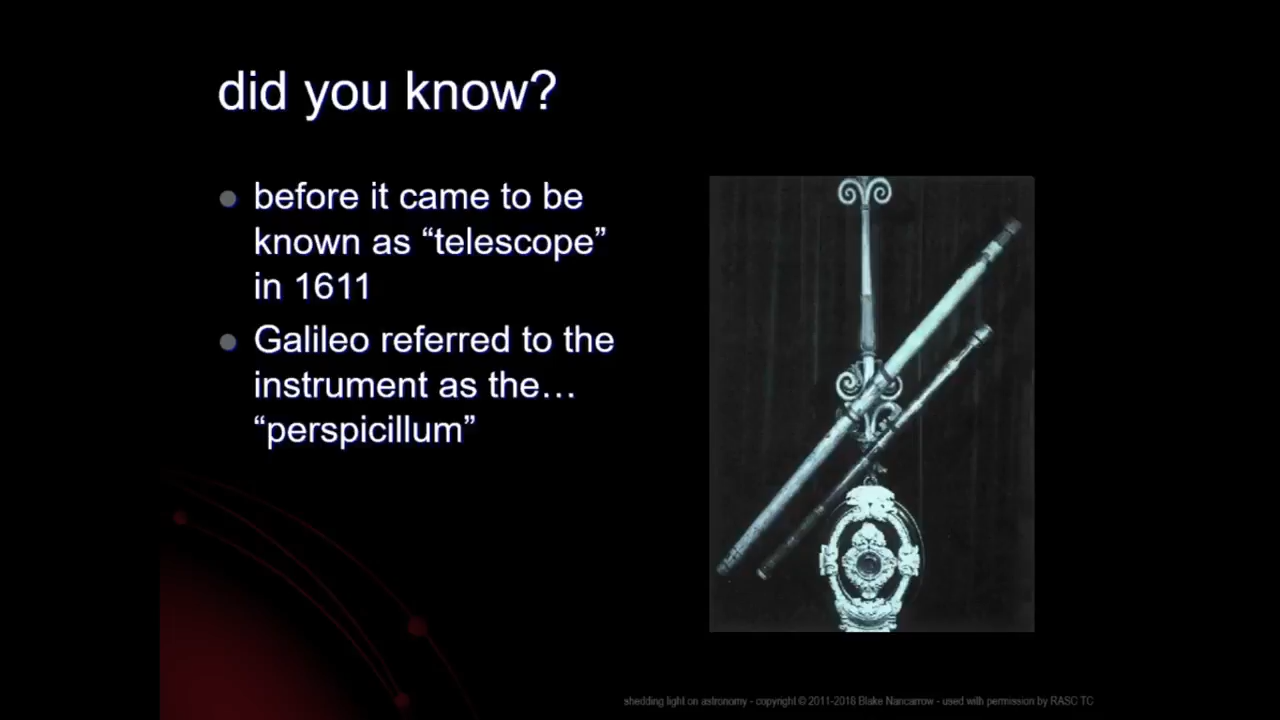 did you know?
before it came to be
known as “telescope”
in 1611
Galileo referred to the
instrument as the…
“perspicillum”
shedding light on astronomy - copyright © 2011-2018 Blake Nancarrow - used with permission by RASC TC